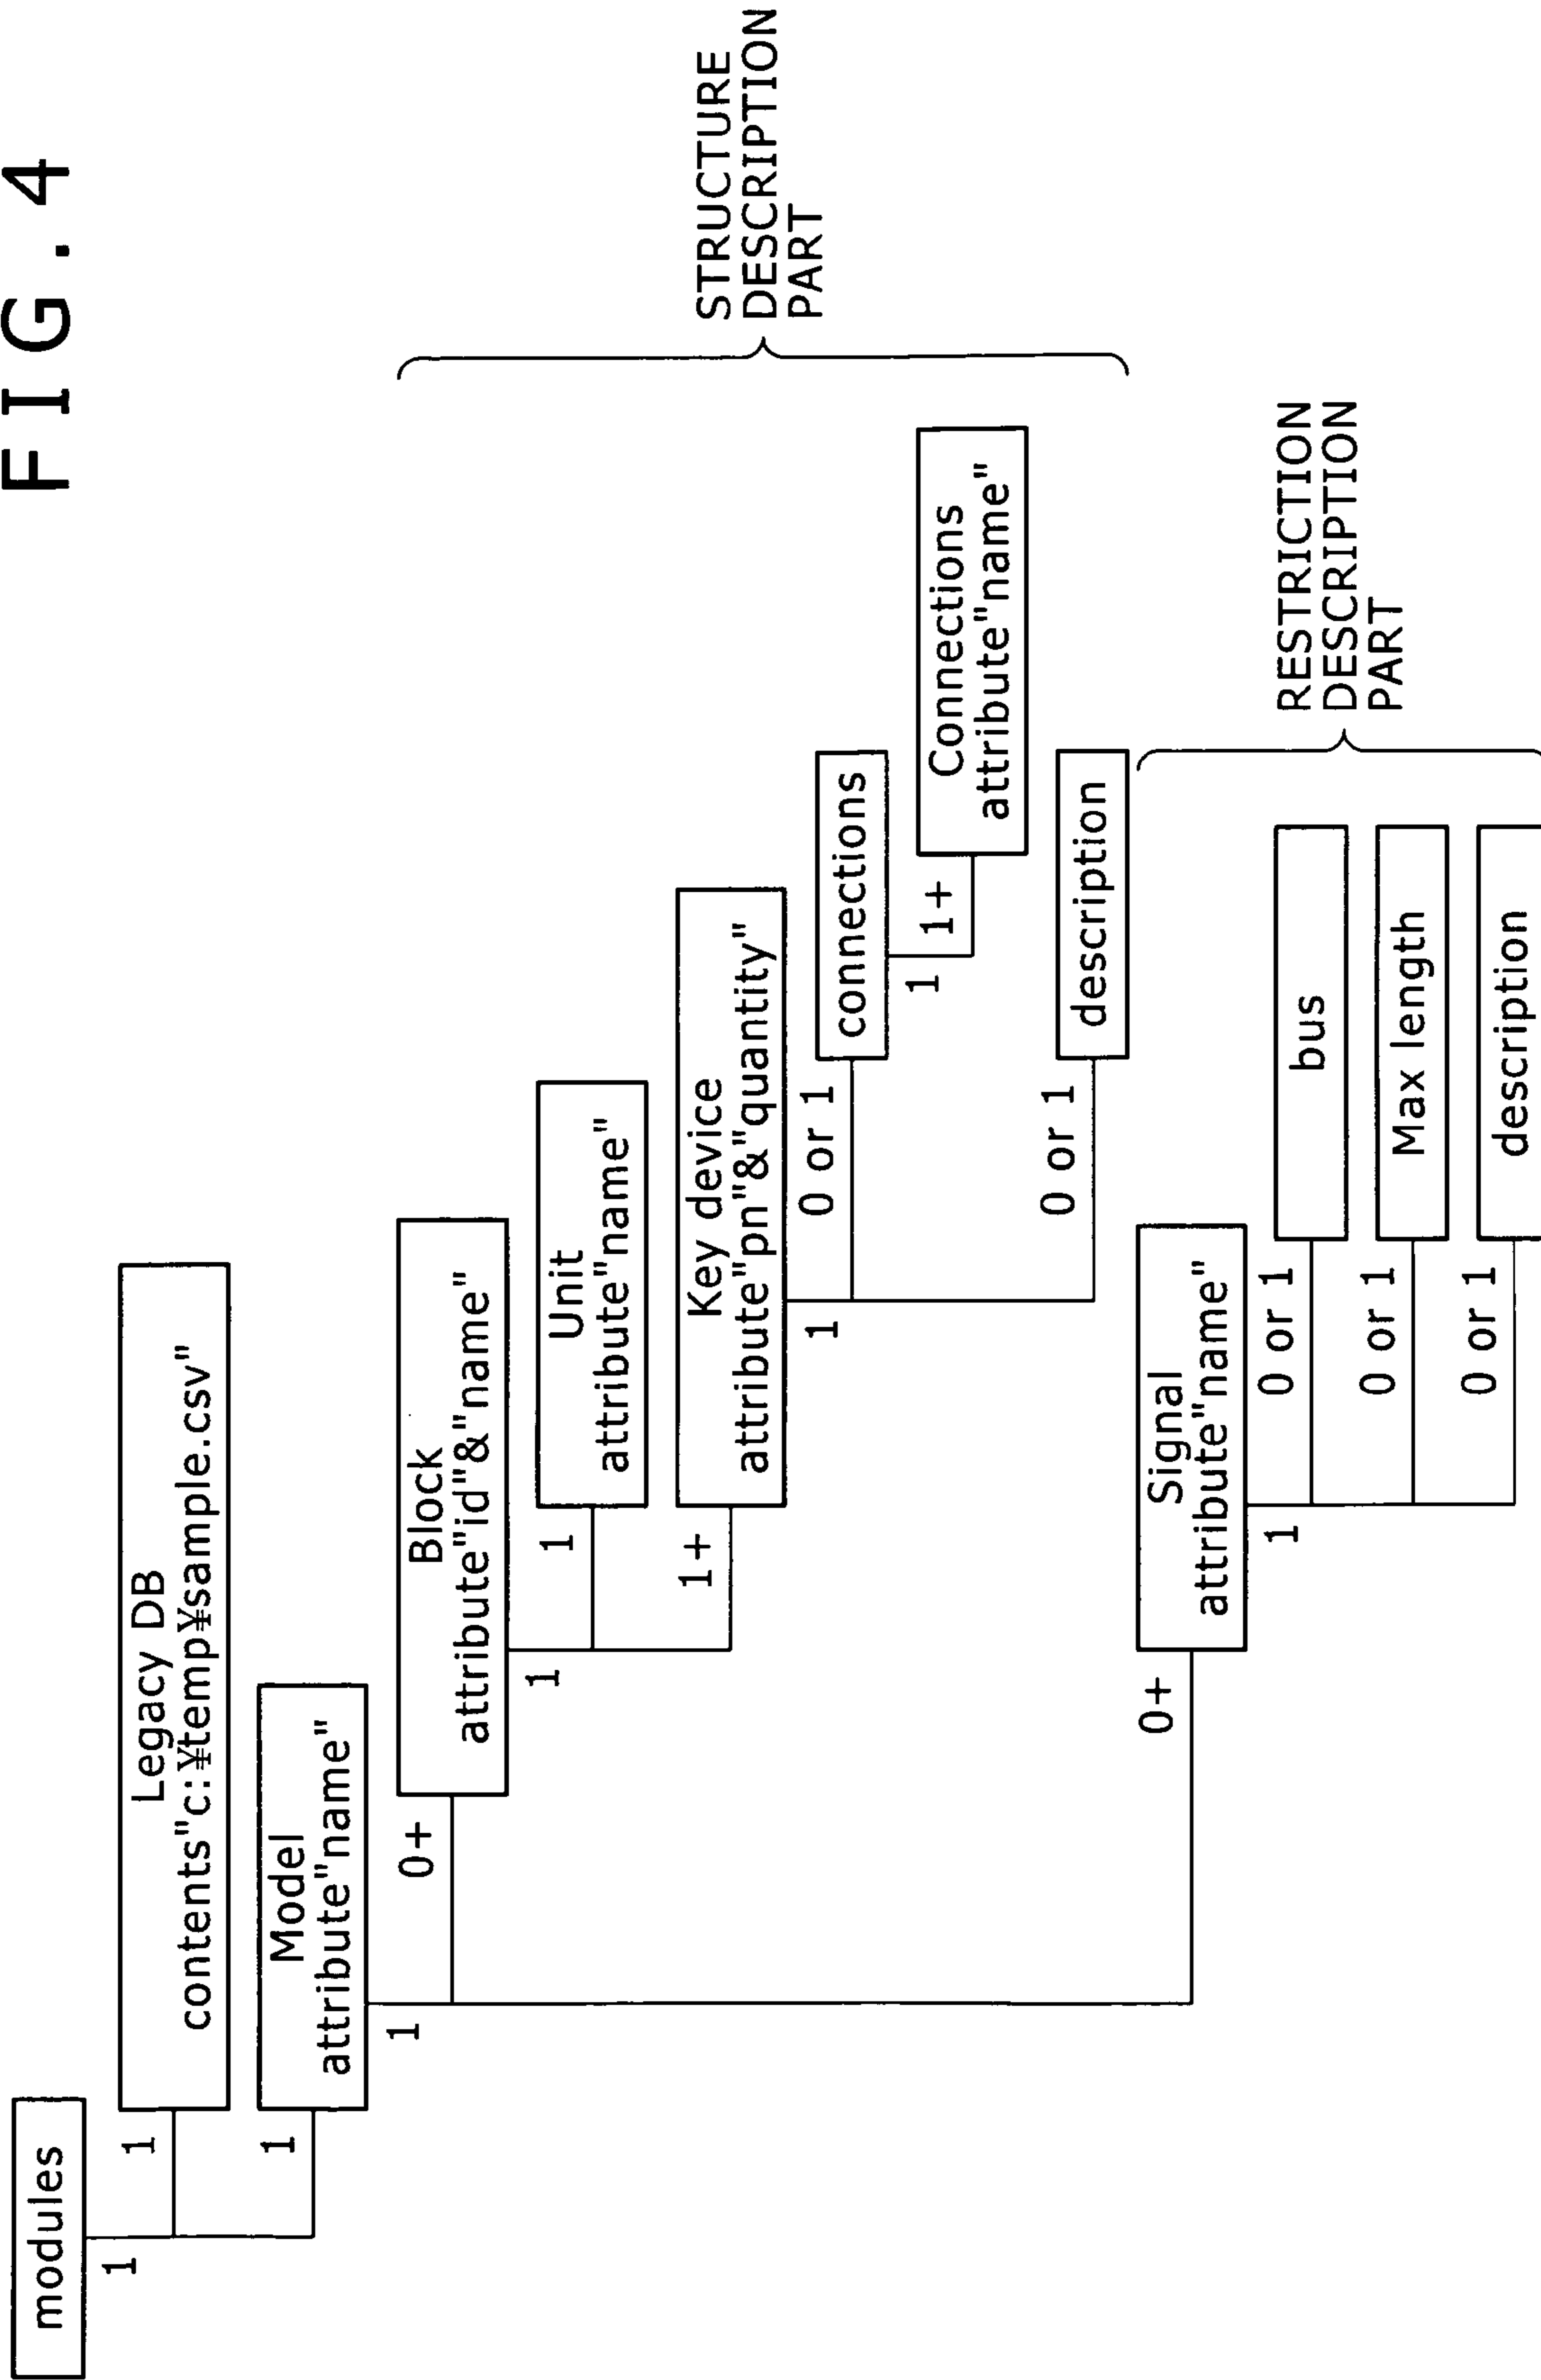 FIG.4
modules
1
1
Legacy DB
contents"c:¥temp¥sample.csv"
1
Model
attribute"name"
1
0+
Block
attribute"id"&"name"
1
1
Unit
attribute"name"
1+
Key device
attribute"pn"&"quantity"
1
0 or 1
connections
1
1+
Connections
attribute"name"
0 or 1
description
STRUCTURE
DESCRIPTION
PART
0+
Signal
attribute"name"
1
0 or 1
bus
0 or 1
Max length
0 or 1
description
RESTRICTION
DESCRIPTION
PART